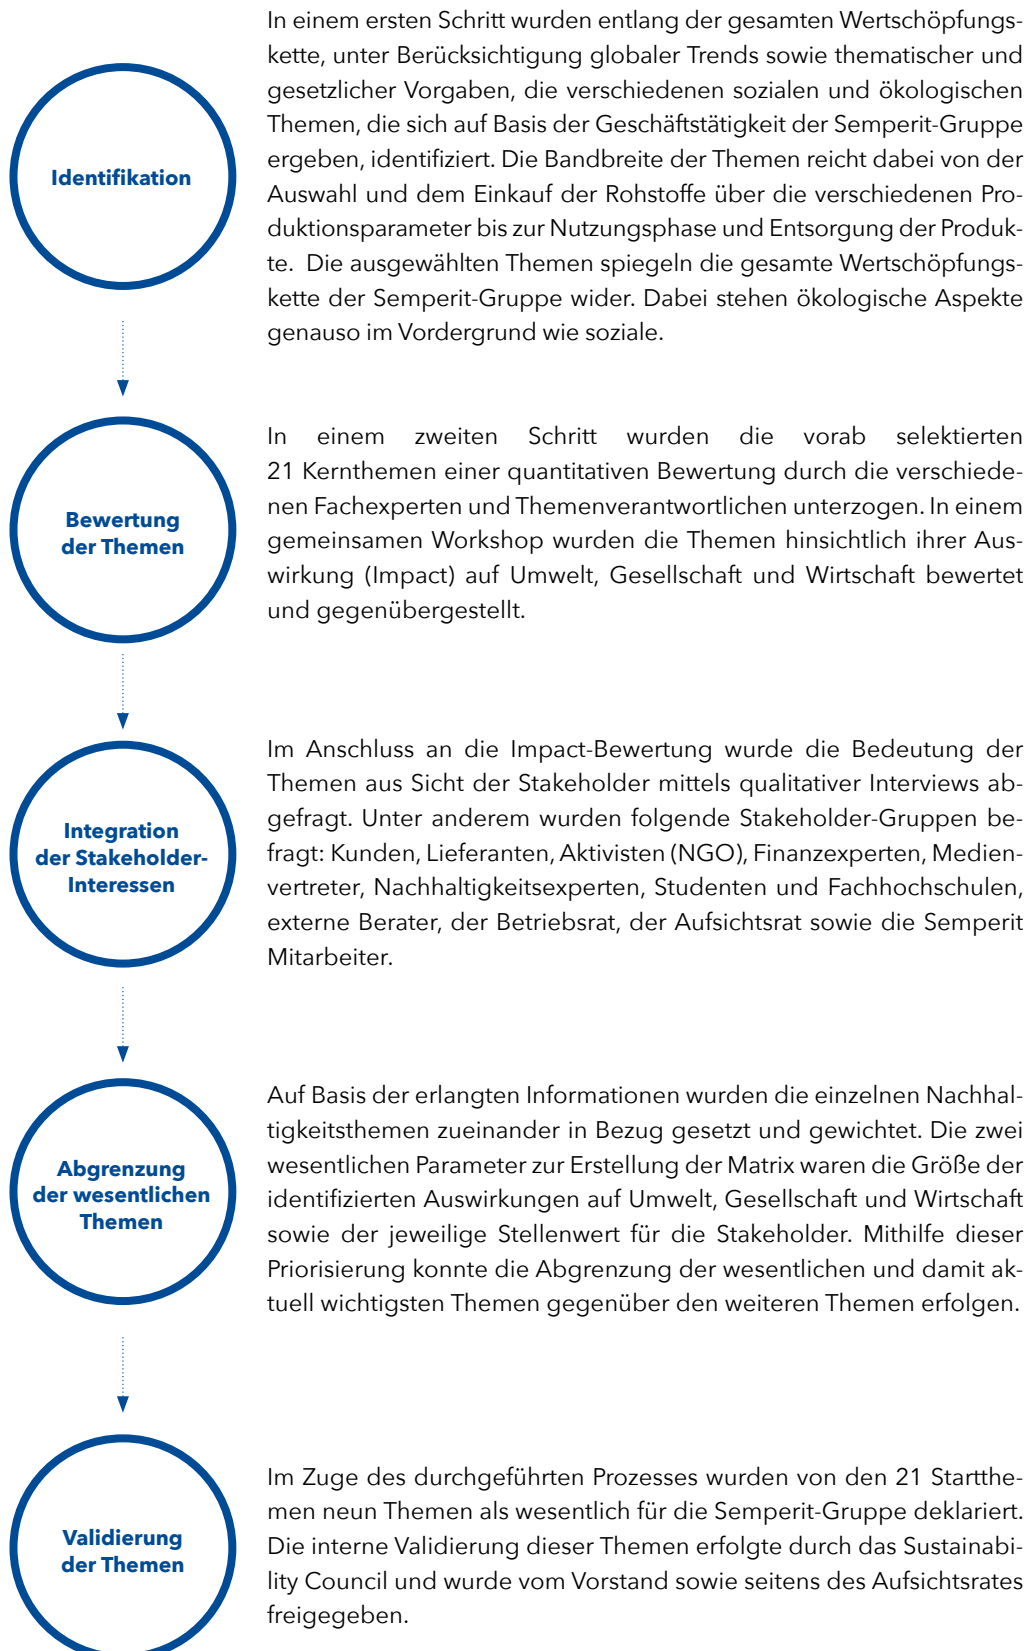 Identifikation
In einem ersten Schritt wurden entlang der gesamten Wertschöpfungs-
kette, unter Berücksichtigung globaler Trends sowie thematischer und
gesetzlicher Vorgaben, die verschiedenen sozialen und ökologischen
Themen, die sich auf Basis der Geschäftstätigkeit der Semperit-Gruppe
ergeben, identifiziert. Die Bandbreite der Themen reicht dabei von der
Auswahl und dem Einkauf der Rohstoffe über die verschiedenen Pro-
duktionsparameter bis zur Nutzungsphase und Entsorgung der Produk-
te. Die ausgewählten Themen spiegeln die gesamte Wertschöpfungs-
kette der Semperit-Gruppe wider. Dabei stehen ökologische Aspekte
genauso im Vordergrund wie soziale.
Bewertung
der Themen
In einem zweiten Schritt wurden die vorab selektierten
21 Kernthemen einer quantitativen Bewertung durch die verschiede-
nen Fachexperten und Themenverantwortlichen unterzogen. In einem
gemeinsamen Workshop wurden die Themen hinsichtlich ihrer Aus-
wirkung (Impact) auf Umwelt, Gesellschaft und Wirtschaft bewertet
und gegenübergestellt.
Integration
der Stakeholder-
Interessen
Im Anschluss an die Impact-Bewertung wurde die Bedeutung der
Themen aus Sicht der Stakeholder mittels qualitativer Interviews ab-
gefragt. Unter anderem wurden folgende Stakeholder-Gruppen be-
fragt: Kunden, Lieferanten, Aktivisten (NGO), Finanzexperten, Medien-
vertreter, Nachhaltigkeitsexperten, Studenten und Fachhochschulen,
externe Berater, der Betriebsrat, der Aufsichtsrat sowie die Semperit
Mitarbeiter.
Abgrenzung
der wesentlichen
Themen
Auf Basis der erlangten Informationen wurden die einzelnen Nachhal-
tigkeitsthemen zueinander in Bezug gesetzt und gewichtet. Die zwei
wesentlichen Parameter zur Erstellung der Matrix waren die Größe der
identifizierten Auswirkungen auf Umwelt, Gesellschaft und Wirtschaft
sowie der jeweilige Stellenwert für die Stakeholder. Mithilfe dieser
Priorisierung konnte die Abgrenzung der wesentlichen und damit ak-
tuell wichtigsten Themen gegenüber den weiteren Themen erfolgen.
Validierung
der Themen
Im Zuge des durchgeführten Prozesses wurden von den 21 Startthe-
men neun Themen als wesentlich für die Semperit-Gruppe deklariert.
Die interne Validierung dieser Themen erfolgte durch das Sustainabi-
lity Council und wurde vom Vorstand sowie seitens des Aufsichtsrates
freigegeben.